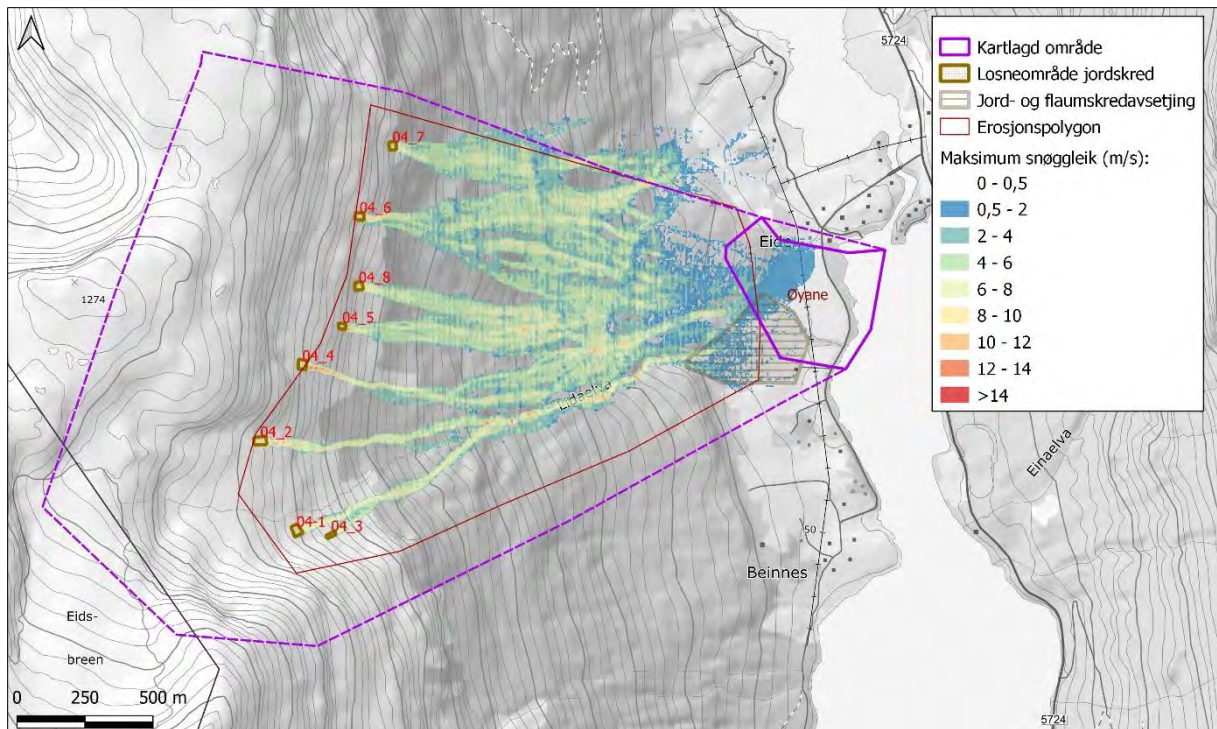 5724
Kartlagd område
Losneområde jordskred
Jord- og flaumskredavsetjing
Erosjonspolygon
Maksimum snøggleik (m/s):
0 - 0,5
0,5 - 2
2 - 4
4 - 6
6 - 8
8 - 10
10 - 12
12 - 14
>14
04_7
04_6
Eide
04_8
Øyane
1274
04_5
04_4
Lidaelva
04_2
Einaelva
04-1
04_3
50
Beinnes
Eids-
breen
0 250 500 m
5724